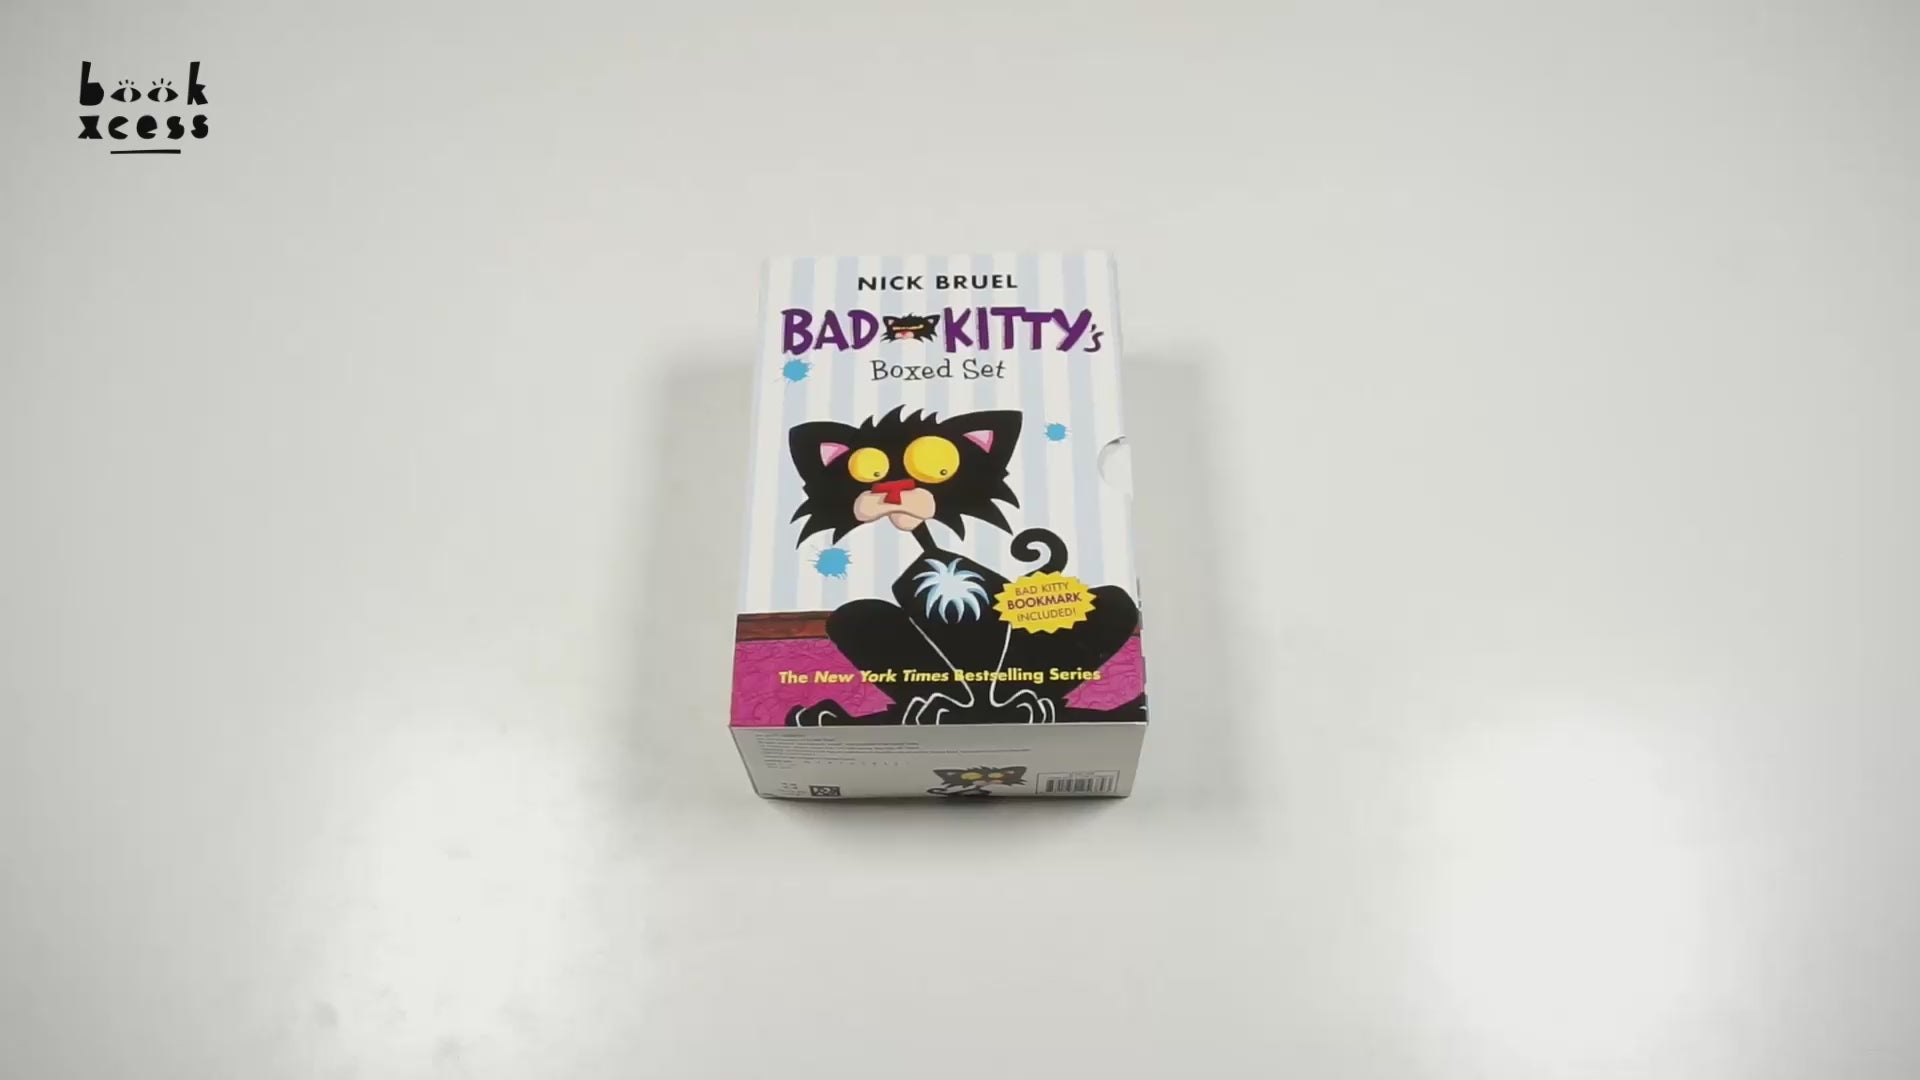 book
xcess
NICK BRUEL
BAD KITTY's
Boxed Set
BAD KITTY
BOOKMARK
INCLUDED!
The New York Times Bestselling Series